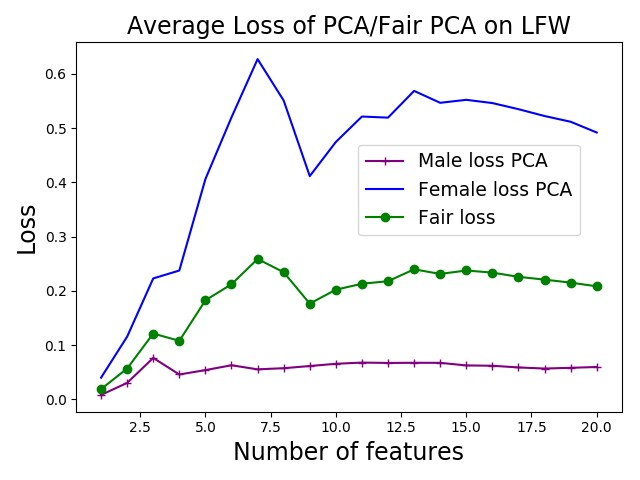 Average Loss of PCA/Fair PCA on LFW
0.6
0.5
0.4
0.3
0.2
0.1
0.0
Loss
Male loss PCA
Female loss PCA
Fair loss
2.5 5.0 7.5 10.0 12.5 15.0 17.5 20.0
Number of features